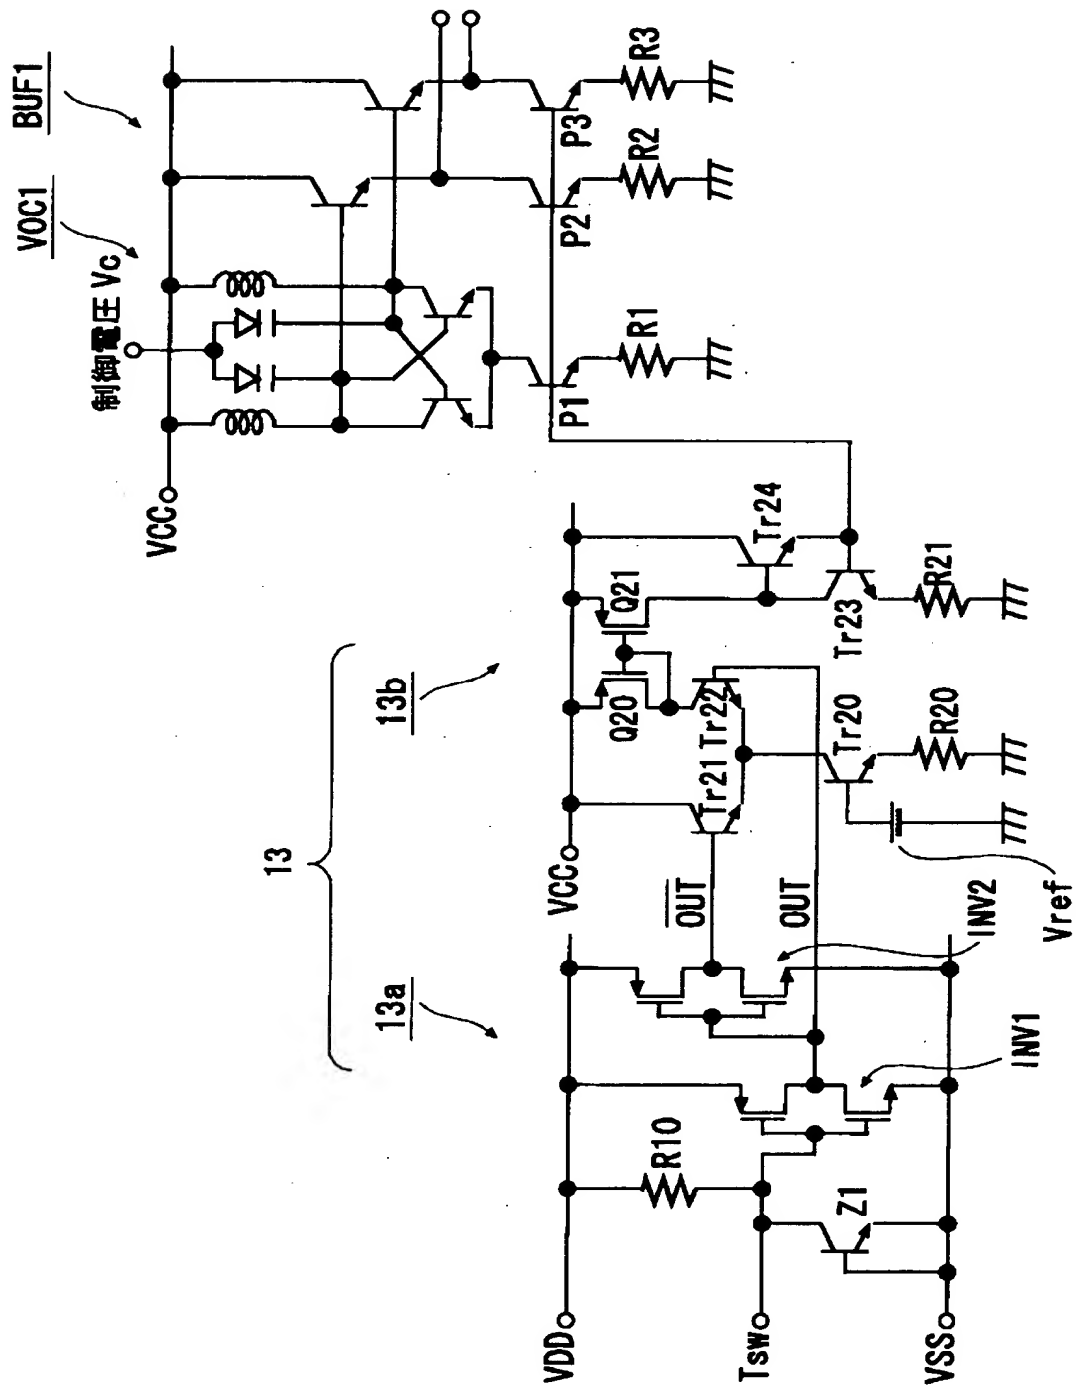 BUF1
VOC1
制御電圧 Vc
VCC
R3
R2
R1
P3
P2
P1
13
13a
13b
VCC
Q20
Q21
Tr24
Tr21
Tr22
Tr23
R21
Tr20
R20
OUT
OUT
Vref
INV2
INV1
VDD
R10
Tsw
Z1
VSS